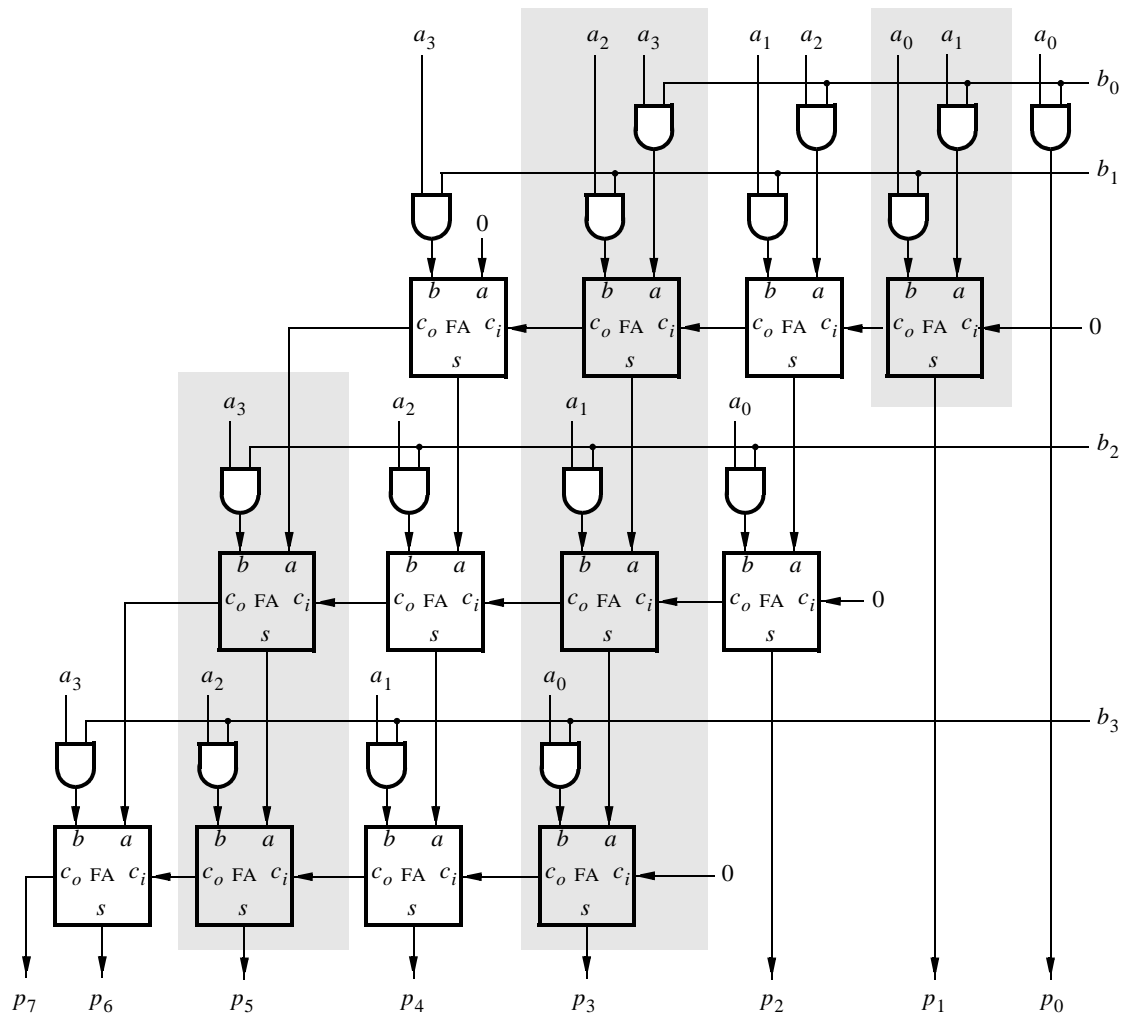 a₃ a₂ a₃ a₁ a₂ a₀ a₁ a₀
b₀
b₁
0
b a b a b a b a
cₒ FA cᵢ cₒ FA cᵢ cₒ FA cᵢ cₒ FA cᵢ 0
s s s s
a₃ a₂ a₁ a₀
b₂
b a b a b a b a
cₒ FA cᵢ cₒ FA cᵢ cₒ FA cᵢ cₒ FA cᵢ 0
s s s s
a₃ a₂ a₁ a₀
b₃
b a b a b a b a
cₒ FA cᵢ cₒ FA cᵢ cₒ FA cᵢ cₒ FA cᵢ 0
s s s s
p₇ p₆ p₅ p₄ p₃ p₂ p₁ p₀